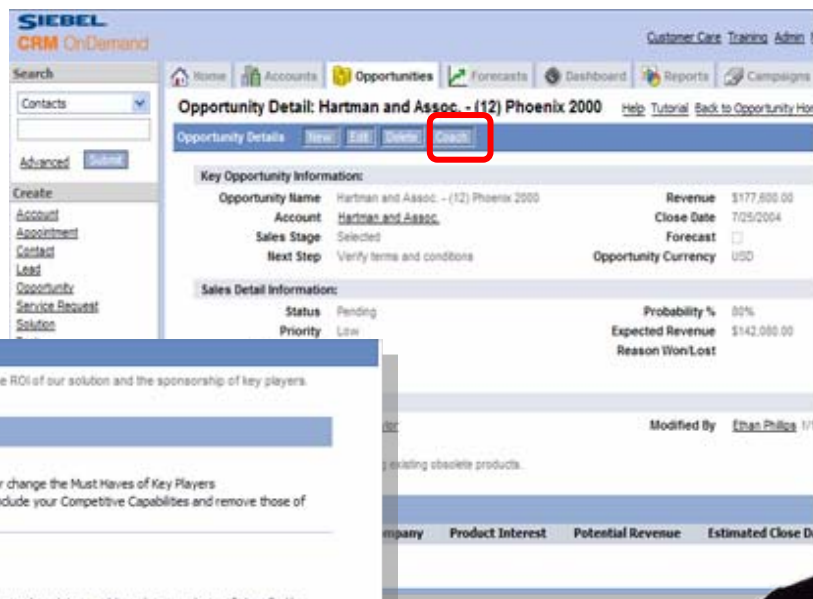 SIEBEL
CRM OnDemand
Customer Care Training Admin
Search
Contacts
Advanced Submit
Create
Account
Appointment
Contact
Lead
Opportunity
Service Request
Solution
Home Accounts Opportunities Forecasts Dashboard Reports Campaigns
Opportunity Detail: Hartman and Assoc. - (12) Phoenix 2000 Help Tutorial Back to Opportunity
Opportunity Details New Edit Delete Coach
Key Opportunity Information:
Opportunity Name Hartman and Assoc. - (12) Phoenix 2000 Revenue $177,600.00
Account Hartman and Assoc. Close Date 7/25/2004
Sales Stage Selected Forecast
Next Step Verify terms and conditions Opportunity Currency USD
Sales Detail Information:
Status Pending Probability % 80%
Priority Low Expected Revenue $142,080.00
Reason Won/Lost
ROI of our solution and the sponsorship of key players.
Modified By Ethan Phillips
existing obsolete products.
change the Must Haves of Key Players
your Competitive Capabilities and remove those of
Product Interest Potential Revenue Estimated Close